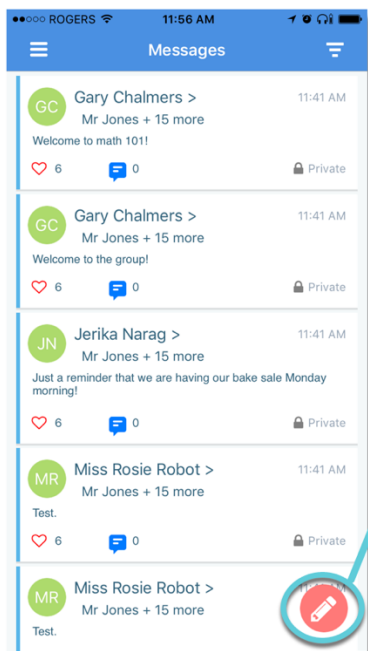 ROGERS 11:56 AM
Messages
GC Gary Chalmers > 11:41 AM
Mr Jones + 15 more
Welcome to math 101!
6 0 Private
GC Gary Chalmers > 11:41 AM
Mr Jones + 15 more
Welcome to the group!
6 0 Private
JN Jerika Narag > 11:41 AM
Mr Jones + 15 more
Just a reminder that we are having our bake sale Monday
morning!
6 0 Private
MR Miss Rosie Robot > 11:41 AM
Mr Jones + 15 more
Test.
6 0 Private
MR Miss Rosie Robot >
Mr Jones + 15 more
Test.